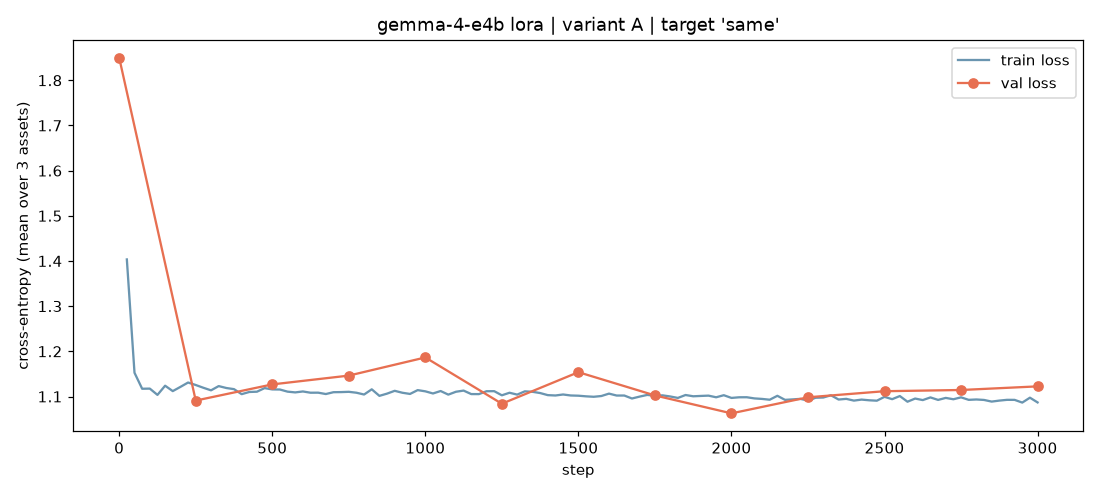 gemma-4-e4b lora | variant A | target 'same'
train loss
val loss
cross-entropy (mean over 3 assets)
1.8
1.7
1.6
1.5
1.4
1.3
1.2
1.1
0 500 1000 1500 2000 2500 3000
step